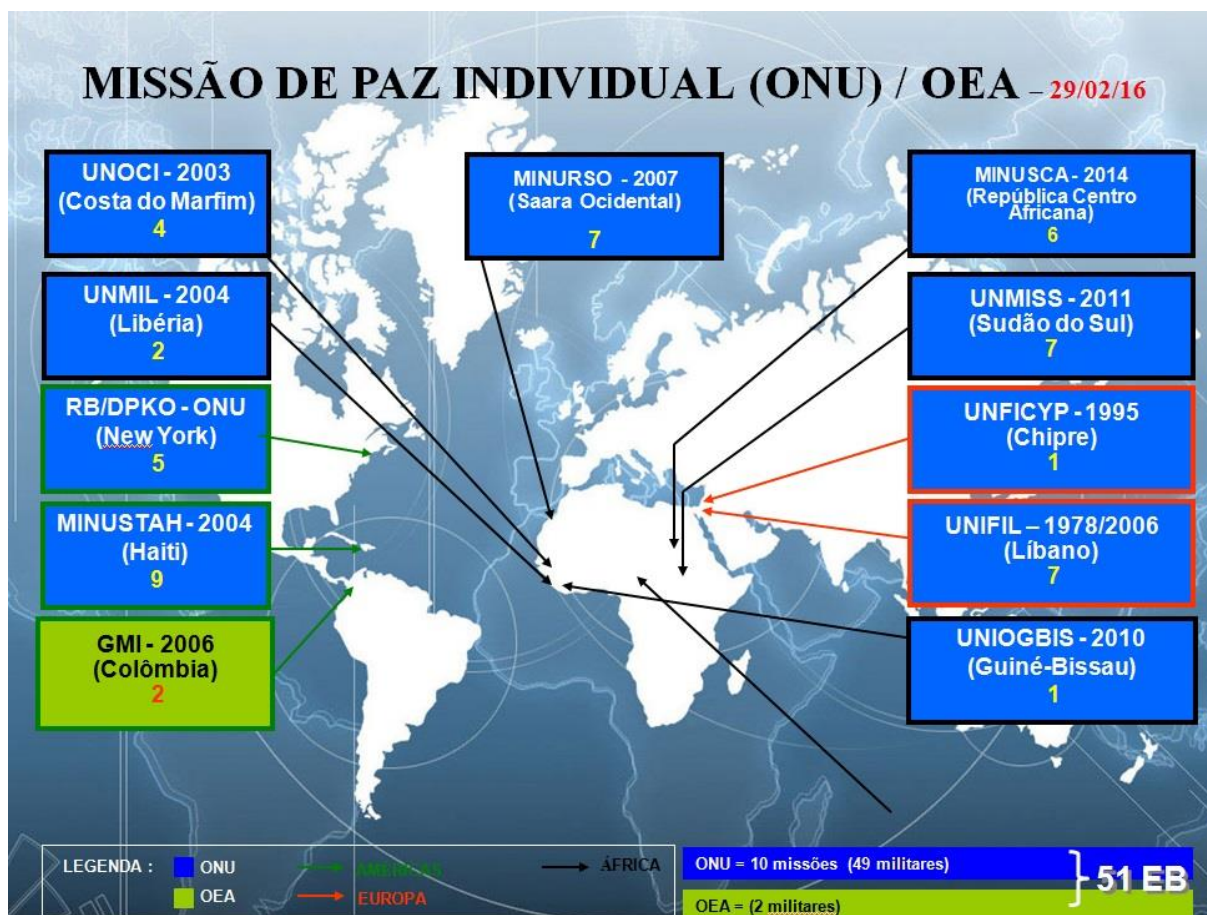 MISSÃO DE PAZ INDIVIDUAL (ONU) / OEA – 29/02/16
UNOCI - 2003
(Costa do Marfim)
4
MINURSO - 2007
(Saara Ocidental)
7
MINUSCA - 2014
(República Centro
Africana)
6
UNMIL - 2004
(Libéria)
2
UNMISS - 2011
(Sudão do Sul)
7
RB/DPKO - ONU
(New York)
5
UNFICYP - 1995
(Chipre)
1
MINUSTAH - 2004
(Haiti)
9
UNIFIL – 1978/2006
(Líbano)
7
GMI - 2006
(Colômbia)
2
UNIOGBIS - 2010
(Guiné-Bissau)
1
LEGENDA : ONU AMÉRICAS ÁFRICA
OEA EUROPA
ONU = 10 missões (49 militares)
OEA = (2 militares)
51 EB